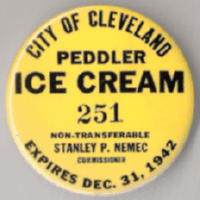 CITY OF CLEVELAND
PEDDLER
ICE CREAM
251
NON-TRANSFERABLE
STANLEY P. NEMEC
COMMISSIONER
EXPIRES DEC. 31, 1942